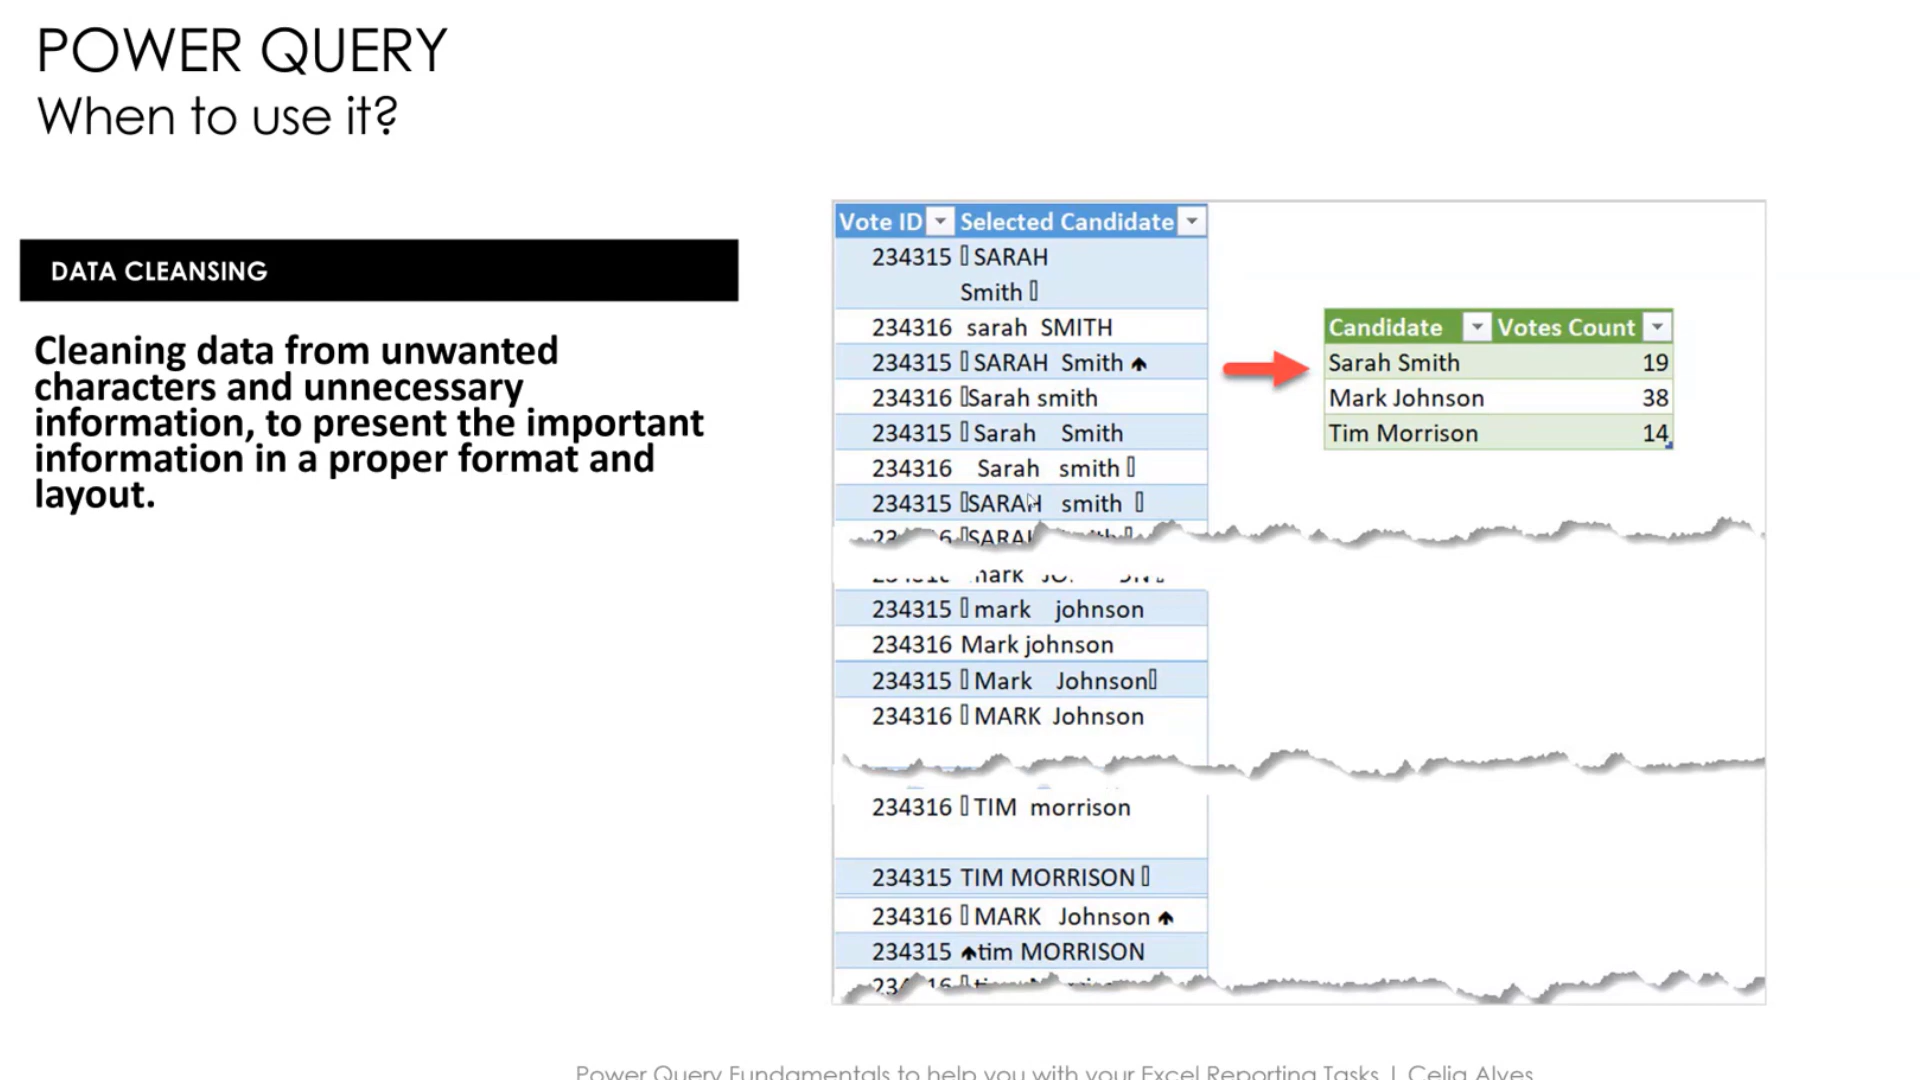 POWER QUERY
When to use it?
DATA CLEANSING
Cleaning data from unwanted
characters and unnecessary
information, to present the important
information in a proper format and
layout.
Vote ID Selected Candidate
234315 SARAH
Smith
234316 sarah SMITH
234315 SARAH Smith
234316 Sarah smith
234315 Sarah Smith
234316 Sarah smith
234315 SARAH smith
234315 mark johnson
234316 Mark johnson
234315 Mark Johnson
234316 MARK Johnson
234316 TIM morrison
234315 TIM MORRISON
234316 MARK Johnson
234315 tim MORRISON
Candidate Votes Count
Sarah Smith 19
Mark Johnson 38
Tim Morrison 14
Power Query Fundamentals to help you with your Excel Reporting Tasks | Celia Alves